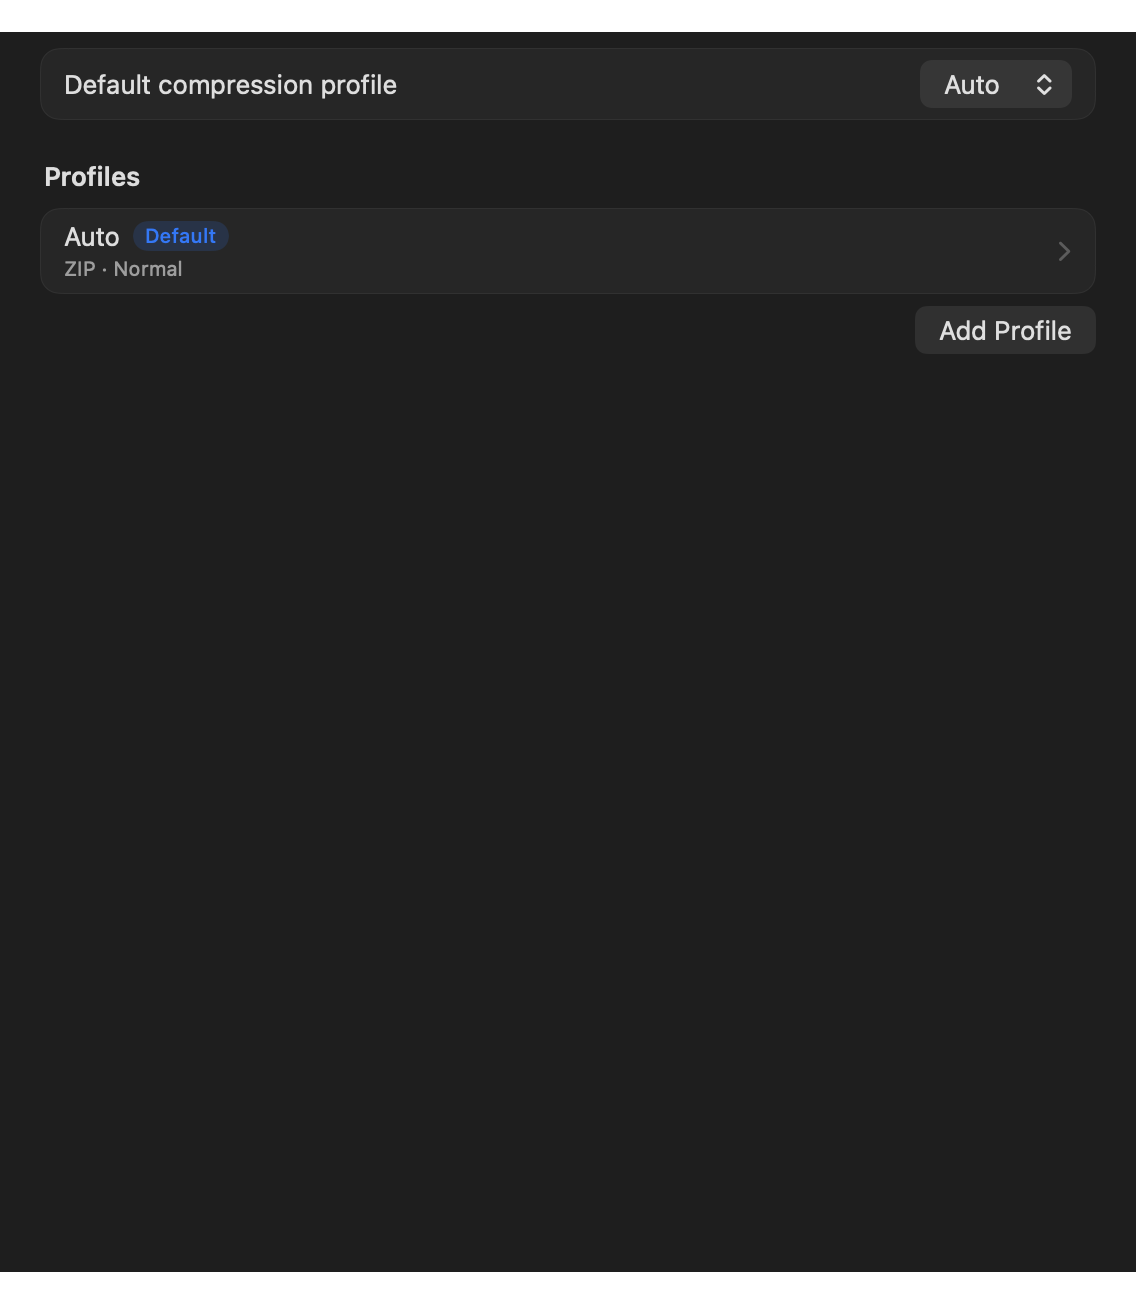 Default compression profile Auto
Profiles
Auto Default
ZIP · Normal
Add Profile